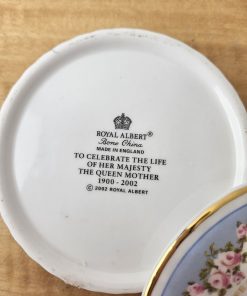 ROYAL ALBERT®
Bone China
MADE IN ENGLAND
TO CELEBRATE THE LIFE
OF HER MAJESTY
THE QUEEN MOTHER
1900 - 2002
© 2002 ROYAL ALBERT